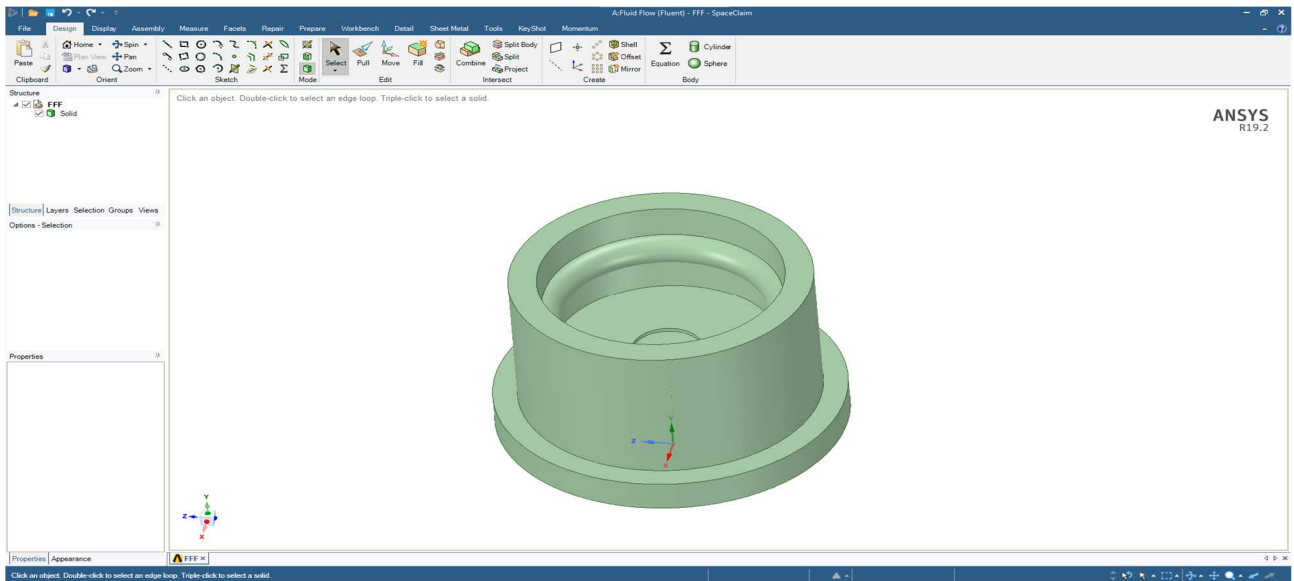 A:Fluid Flow (Fluent) - FFF - SpaceClaim
File Design Display Assembly Measure Facets Repair Prepare Workbench Detail Sheet Metal Tools KeyShot Momentum
Paste
Clipboard
Home Spin
Plan View Pan
Zoom
Orient
Sketch
Mode
Select Pull Move Fill
Edit
Combine
Split Body
Split
Project
Intersect
Shell
Offset
Mirror
Create
Equation
Cylinder
Sphere
Body
Structure
FFF
Solid
Structure Layers Selection Groups Views
Options - Selection
Properties
Properties Appearance
Click an object. Double-click to select an edge loop. Triple-click to select a solid.
ANSYS
R19.2
Y
Z
X
Y
Z
X
FFF
Click an object. Double-click to select an edge loop. Triple-click to select a solid.